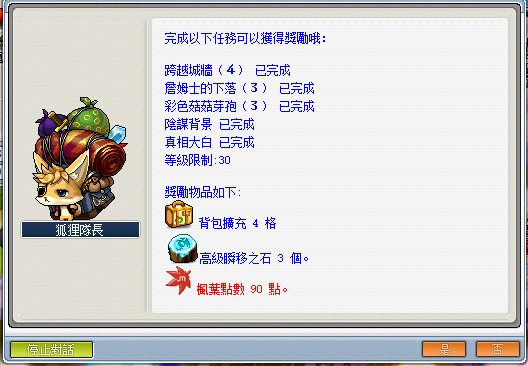 完成以下任務可以獲得獎勵哦:
跨越城牆（4） 已完成
詹姆士的下落（3） 已完成
彩色菇菇芽孢（3） 已完成
陰謀背景 已完成
真相大白 已完成
等級限制:30
獎勵物品如下:
背包擴充 4 格
高級瞬移之石 3 個。
楓葉點數 90 點。
狐狸隊長
停止對話
是
否